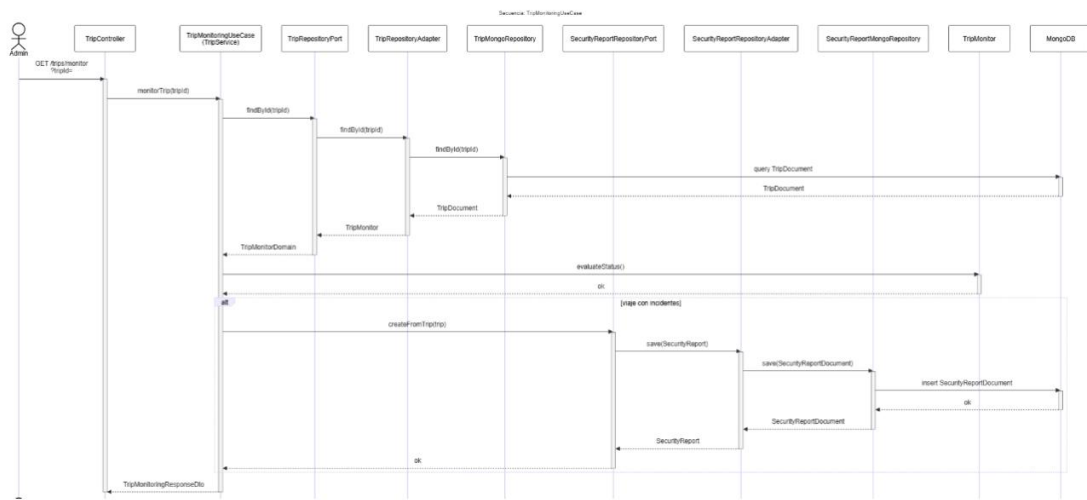 Secuencia: TripMonitoringUseCase
Admin
TripController
TripMonitoringUseCase
(TripService)
TripRepositoryPort
TripRepositoryAdapter
TripMongoRepository
SecurityReportRepositoryPort
SecurityReportRepositoryAdapter
SecurityReportMongoRepository
TripMonitor
MongoDB
GET /trips/monitor
?tripId=
monitorTrip(tripId)
findById(tripId)
findById(tripId)
findById(tripId)
query TripDocument
TripDocument
TripDocument
TripMonitor
TripMonitorDomain
evaluateStatus()
ok
alt
[viaje con incidentes]
createFromTrip(trip)
save(SecurityReport)
save(SecurityReportDocument)
insert SecurityReportDocument
ok
SecurityReportDocument
SecurityReport
ok
TripMonitoringResponseDto